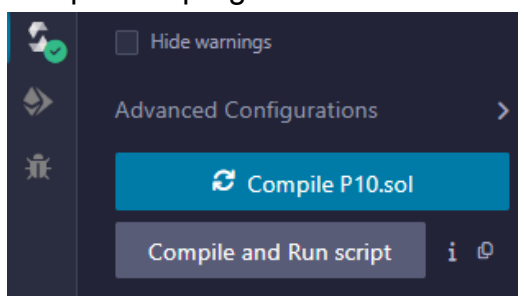 Hide warnings
Advanced Configurations
Compile P10.sol
Compile and Run script